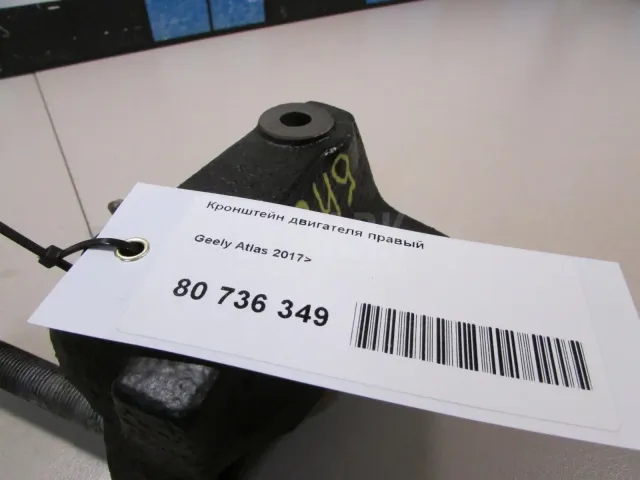 Кронштейн двигателя правый
Geely Atlas 2017>
80 736 349